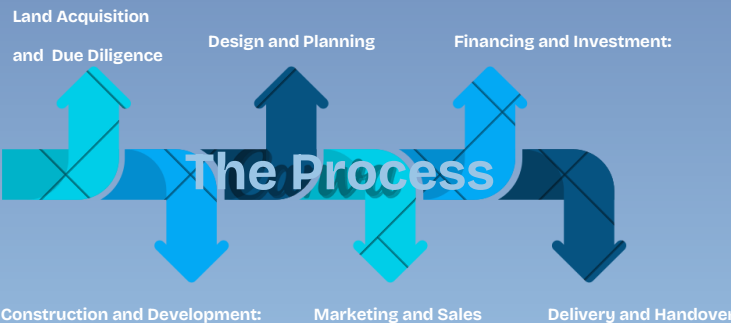 Land Acquisition
and Due Diligence
Design and Planning
Financing and Investment:
The Process
Construction and Development:
Marketing and Sales
Delivery and Handover